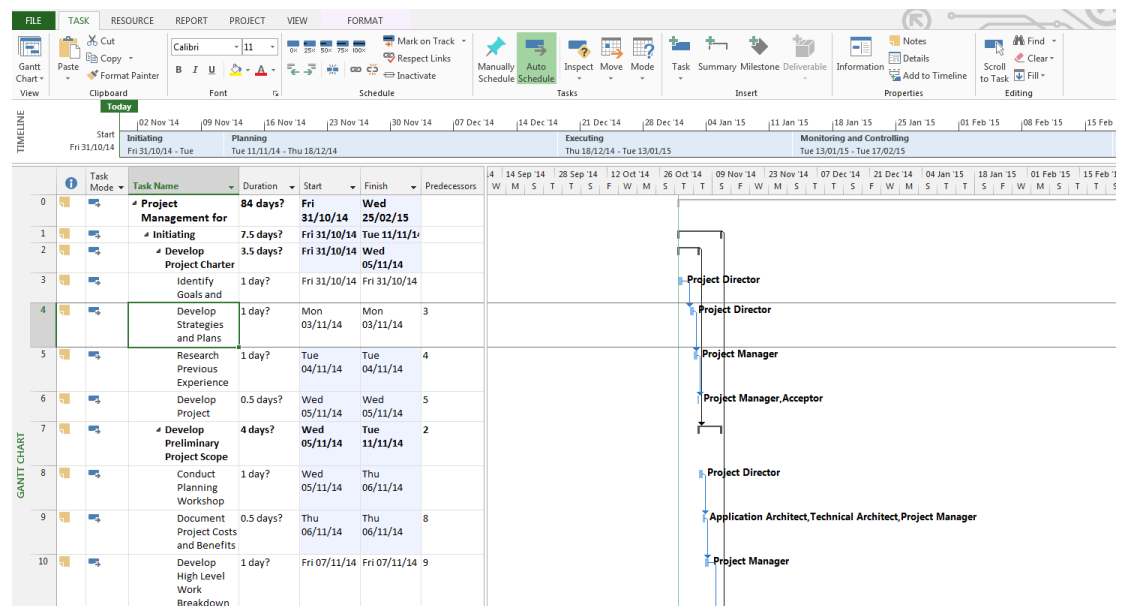 FILE TASK RESOURCE REPORT PROJECT VIEW FORMAT
Gantt Chart
View
Paste
Cut
Copy
Format Painter
Clipboard
Calibri 11
B I U A
Font
0% 25% 50% 75% 100%
Mark on Track
Respect Links
Inactivate
Schedule
Manually Schedule
Auto Schedule
Inspect Move Mode
Tasks
Task Summary Milestone Deliverable
Insert
Information
Notes
Details
Add to Timeline
Properties
Scroll to Task
Find
Clear
Fill
Editing
TIMELINE
Today
Start
Fri 31/10/14
02 Nov '14 09 Nov '14 16 Nov '14 23 Nov '14 30 Nov '14 07 Dec '14 14 Dec '14 21 Dec '14 28 Dec '14 04 Jan '15 11 Jan '15 18 Jan '15 25 Jan '15 01 Feb '15 08 Feb '15 15 Feb
Initiating
Fri 31/10/14 - Tue
Planning
Tue 11/11/14 - Thu 18/12/14
Executing
Thu 18/12/14 - Tue 13/01/15
Monitoring and Controlling
Tue 13/01/15 - Tue 17/02/15
GANTT CHART
Task Mode Task Name Duration Start Finish Predecessors
14 Sep '14 28 Sep '14 12 Oct '14 26 Oct '14 09 Nov '14 23 Nov '14 07 Dec '14 21 Dec '14 04 Jan '15 18 Jan '15 01 Feb '15 15 Feb '1
W M S T T S F W M S T T S F W M S T T S F W M S T T S F W M S T T S
0 Project Management for 84 days? Fri 31/10/14 Wed 25/02/15
1 Initiating 7.5 days? Fri 31/10/14 Tue 11/11/14
2 Develop Project Charter 3.5 days? Fri 31/10/14 Wed 05/11/14
3 Identify Goals and 1 day? Fri 31/10/14 Fri 31/10/14
Project Director
4 Develop Strategies and Plans 1 day? Mon 03/11/14 Mon 03/11/14 3
Project Director
5 Research Previous Experience 1 day? Tue 04/11/14 Tue 04/11/14 4
Project Manager
6 Develop Project 0.5 days? Wed 05/11/14 Wed 05/11/14 5
Project Manager,Acceptor
7 Develop Preliminary Project Scope 4 days? Wed 05/11/14 Tue 11/11/14 2
8 Conduct Planning Workshop 1 day? Wed 05/11/14 Thu 06/11/14
Project Director
9 Document Project Costs and Benefits 0.5 days? Thu 06/11/14 Thu 06/11/14 8
Application Architect,Technical Architect,Project Manager
10 Develop High Level Work Breakdown 1 day? Fri 07/11/14 Fri 07/11/14 9
Project Manager